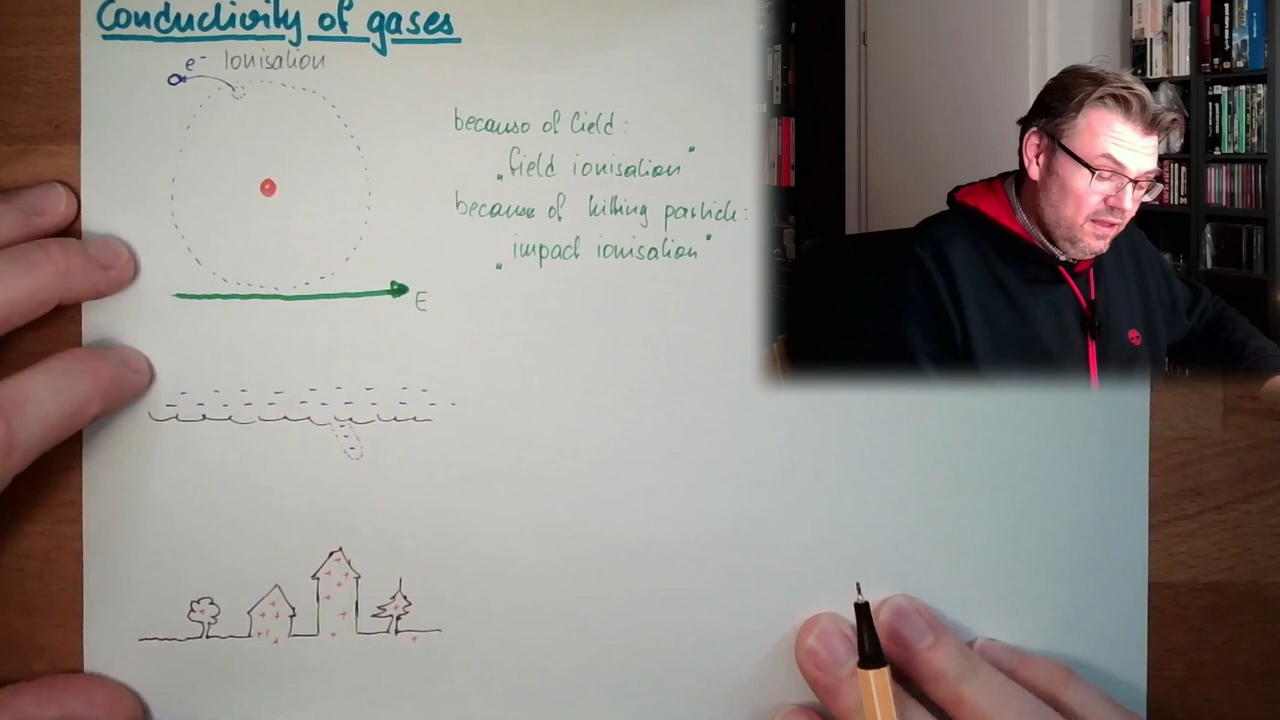 Conductivity of gases
e⁻ Ionisation
because of field:
„field ionisation"
because of hitting particle:
„impact ionisation"
E